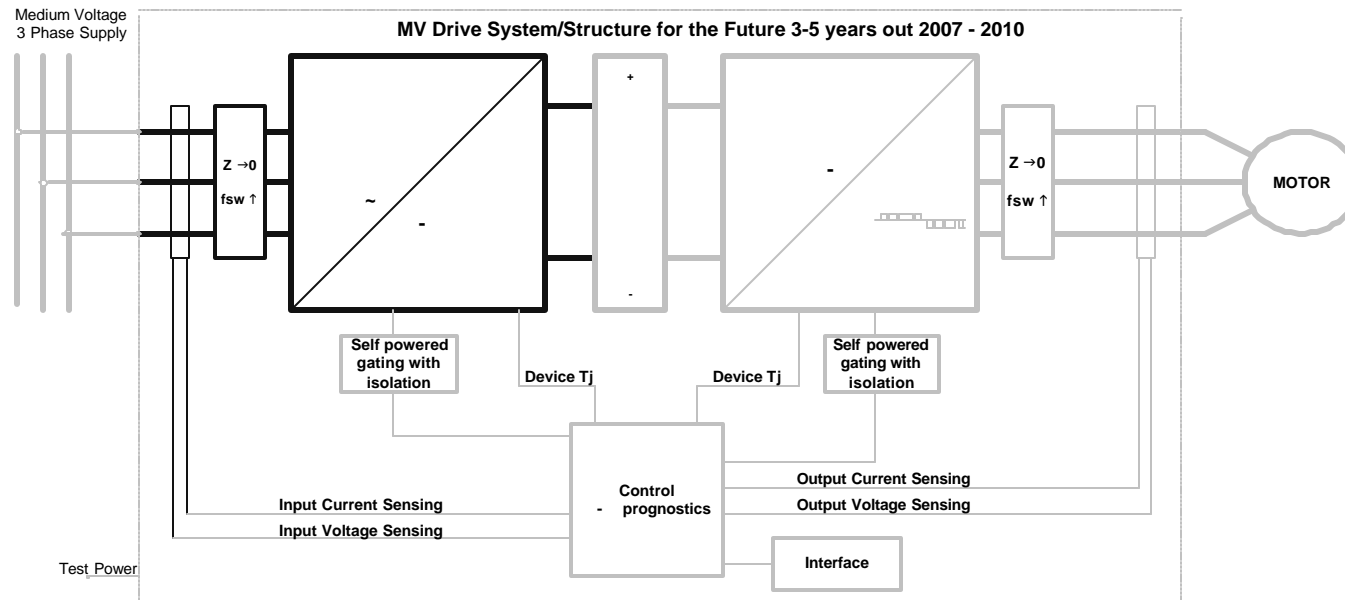 Medium Voltage
3 Phase Supply
MV Drive System/Structure for the Future 3-5 years out 2007 - 2010
Z →0
fsw ↑
~
-
+
-
-
Z →0
fsw ↑
MOTOR
Self powered
gating with
isolation
Device Tj
Device Tj
Self powered
gating with
isolation
Control
- prognostics
Input Current Sensing
Input Voltage Sensing
Output Current Sensing
Output Voltage Sensing
Interface
Test Power